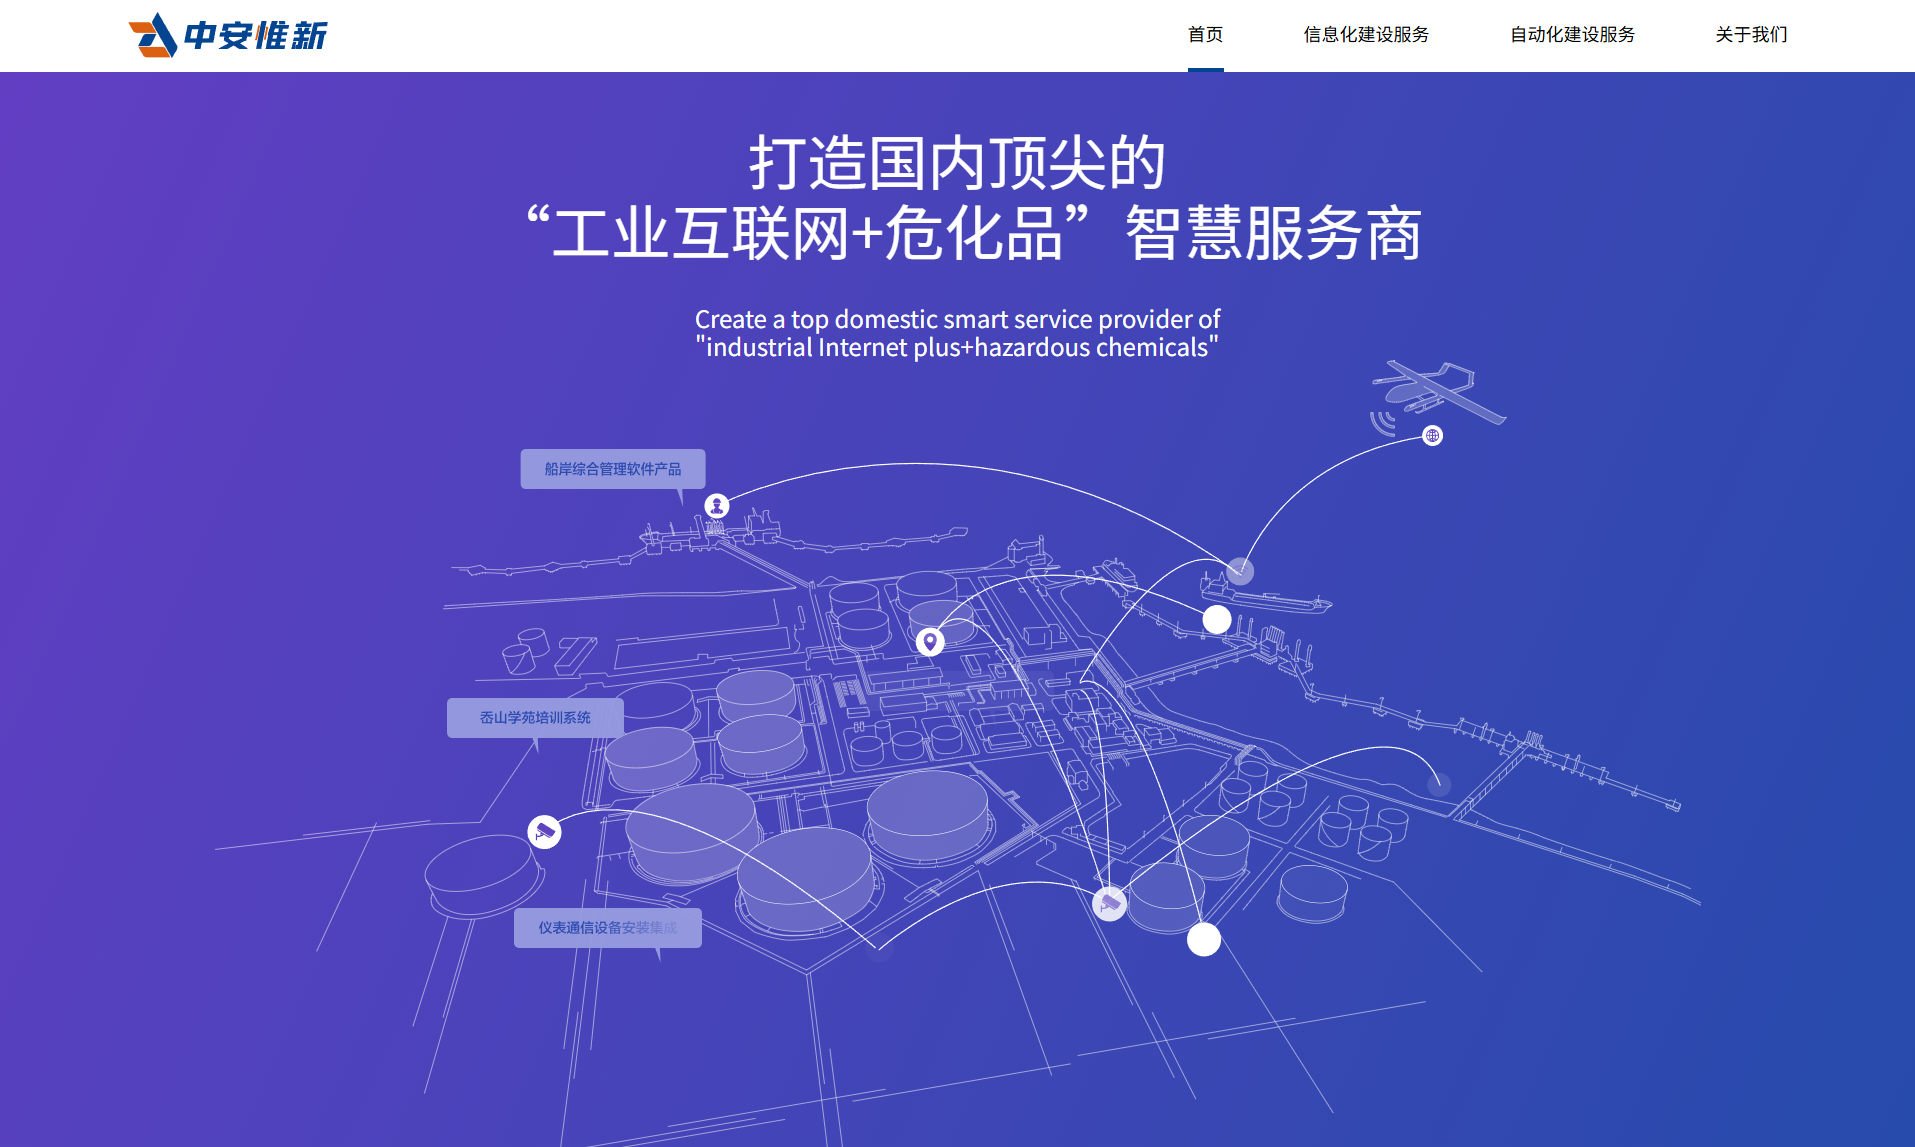 中安惟新
首页
信息化建设服务
自动化建设服务
关于我们
打造国内顶尖的
“工业互联网+危化品”智慧服务商
Create a top domestic smart service provider of
"industrial Internet plus+hazardous chemicals"
船岸综合管理软件产品
岙山学苑培训系统
仪表通信设备安装集成